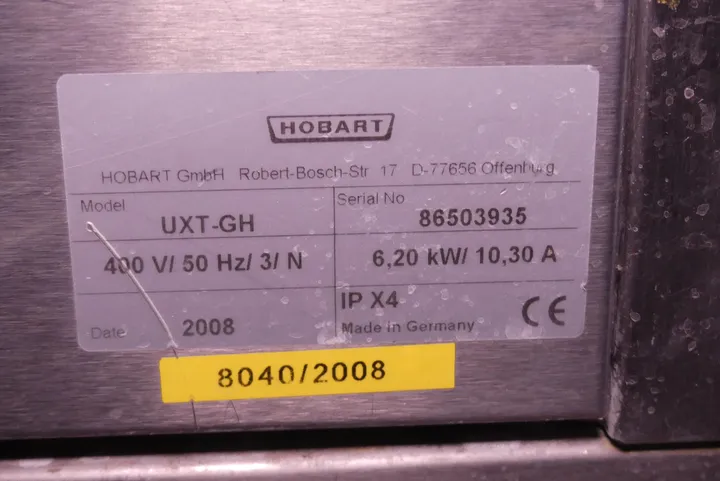 HOBART
HOBART GmbH Robert-Bosch-Str 17 D-77656 Offenburg
Model UXT-GH
Serial No 86503935
400 V/ 50 Hz/ 3/ N
6,20 kW/ 10,30 A
Date 2008
IP X4
Made in Germany
CE
8040/2008